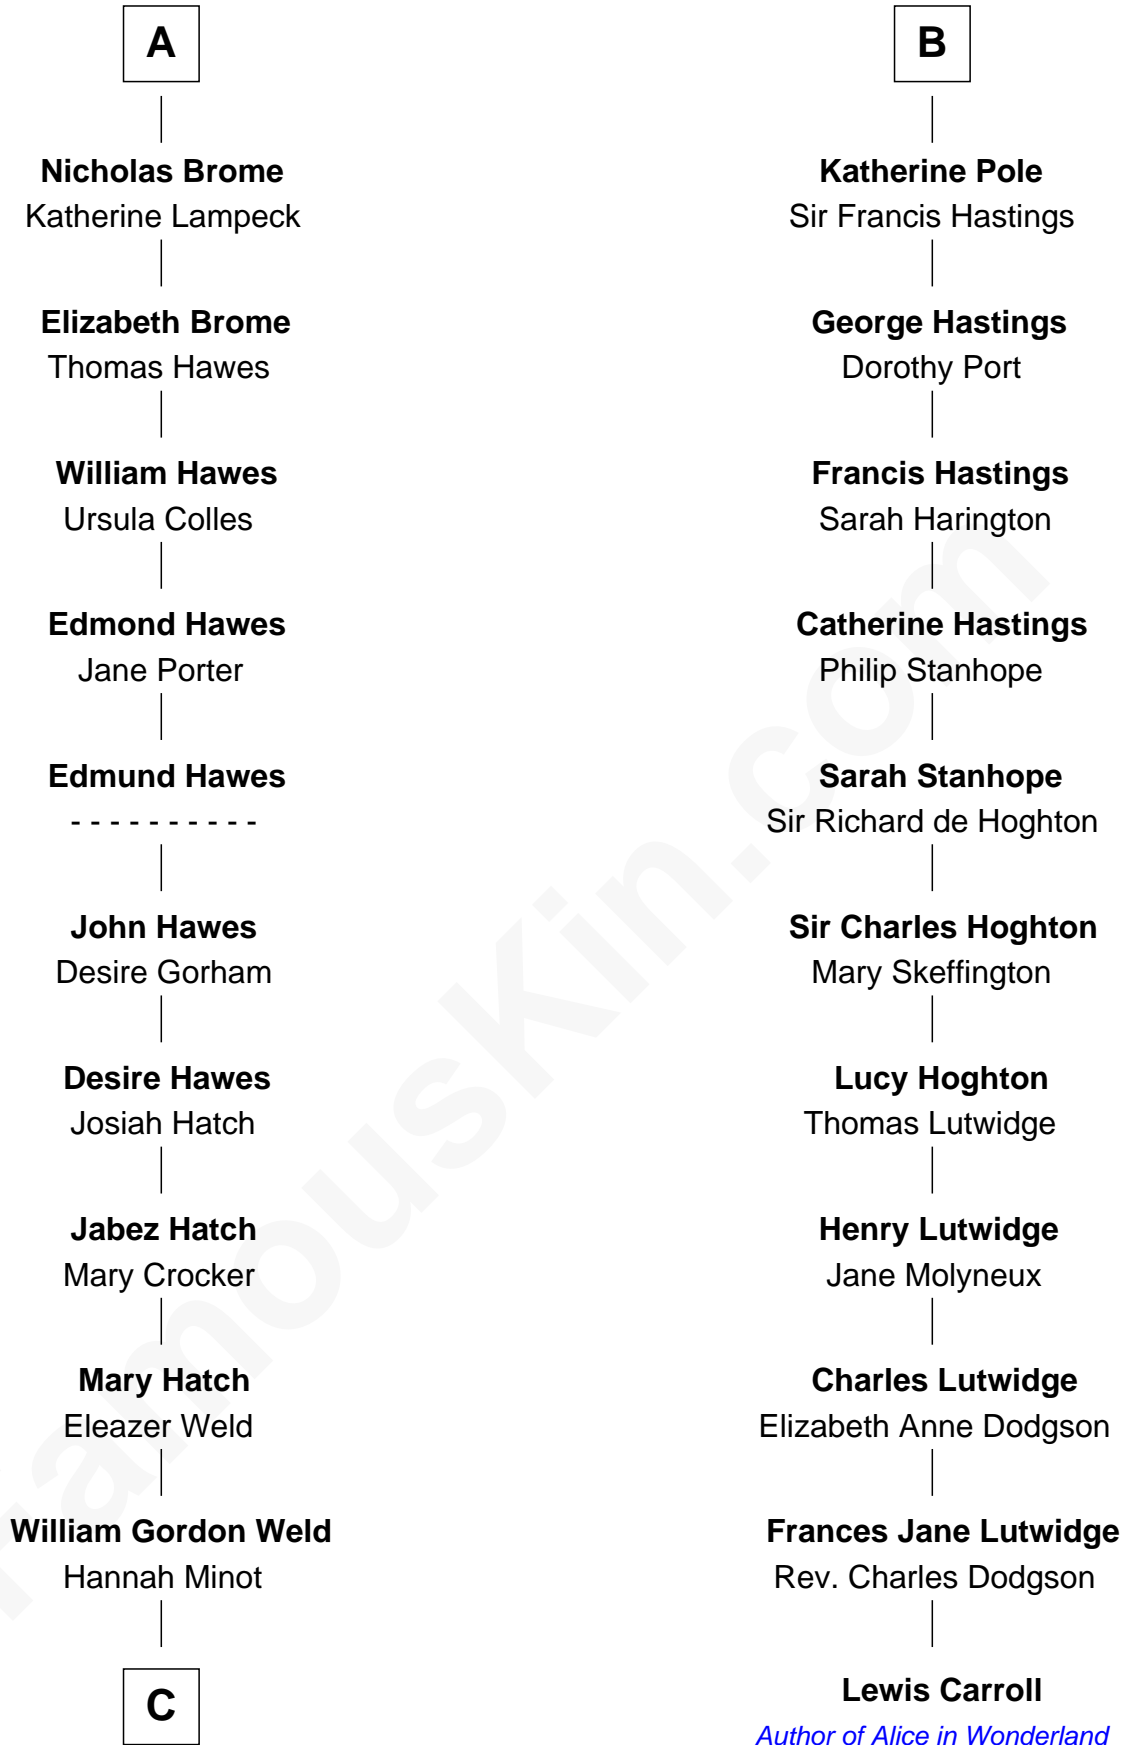 A
Nicholas Brome
Katherine Lampeck
Elizabeth Brome
Thomas Hawes
William Hawes
Ursula Colles
Edmond Hawes
Jane Porter
Edmund Hawes
- - - - - - - - - -
John Hawes
Desire Gorham
Desire Hawes
Josiah Hatch
Jabez Hatch
Mary Crocker
Mary Hatch
Eleazer Weld
William Gordon Weld
Hannah Minot
C
B
Katherine Pole
Sir Francis Hastings
George Hastings
Dorothy Port
Francis Hastings
Sarah Harington
Catherine Hastings
Philip Stanhope
Sarah Stanhope
Sir Richard de Hoghton
Sir Charles Hoghton
Mary Skeffington
Lucy Hoghton
Thomas Lutwidge
Henry Lutwidge
Jane Molyneux
Charles Lutwidge
Elizabeth Anne Dodgson
Frances Jane Lutwidge
Rev. Charles Dodgson
Lewis Carroll
Author of Alice in Wonderland
FamousKin.com